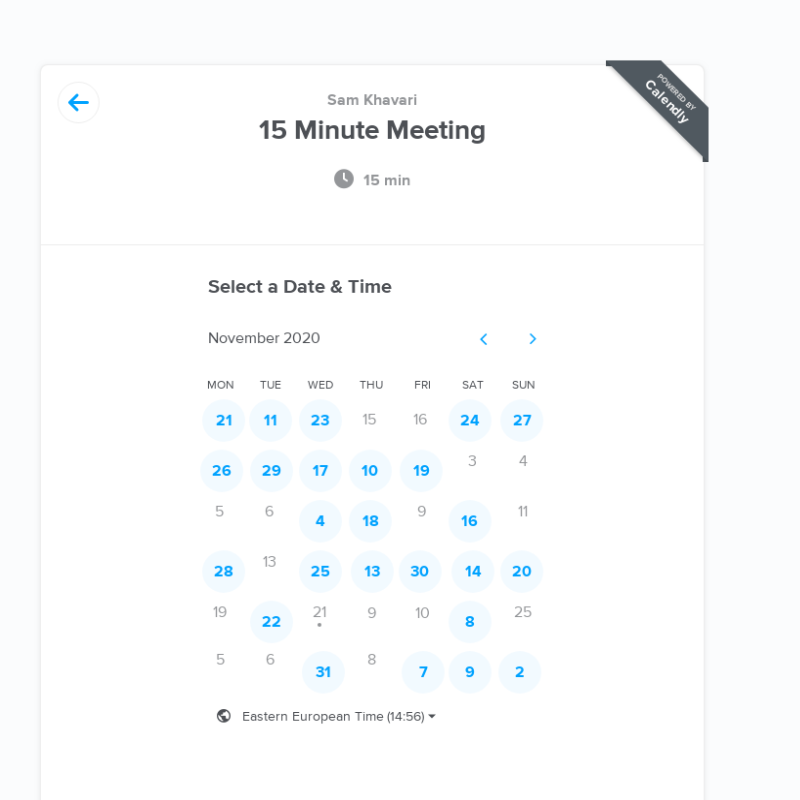 POWERED BY
Calendly
Sam Khavari
15 Minute Meeting
15 min
Select a Date & Time
November 2020
MON TUE WED THU FRI SAT SUN
21 11 23 15 16 24 27
26 29 17 10 19 3 4
5 6 4 18 9 16 11
28 13 25 13 30 14 20
19 22 21 9 10 8 25
5 6 31 8 7 9 2
Eastern European Time (14:56)